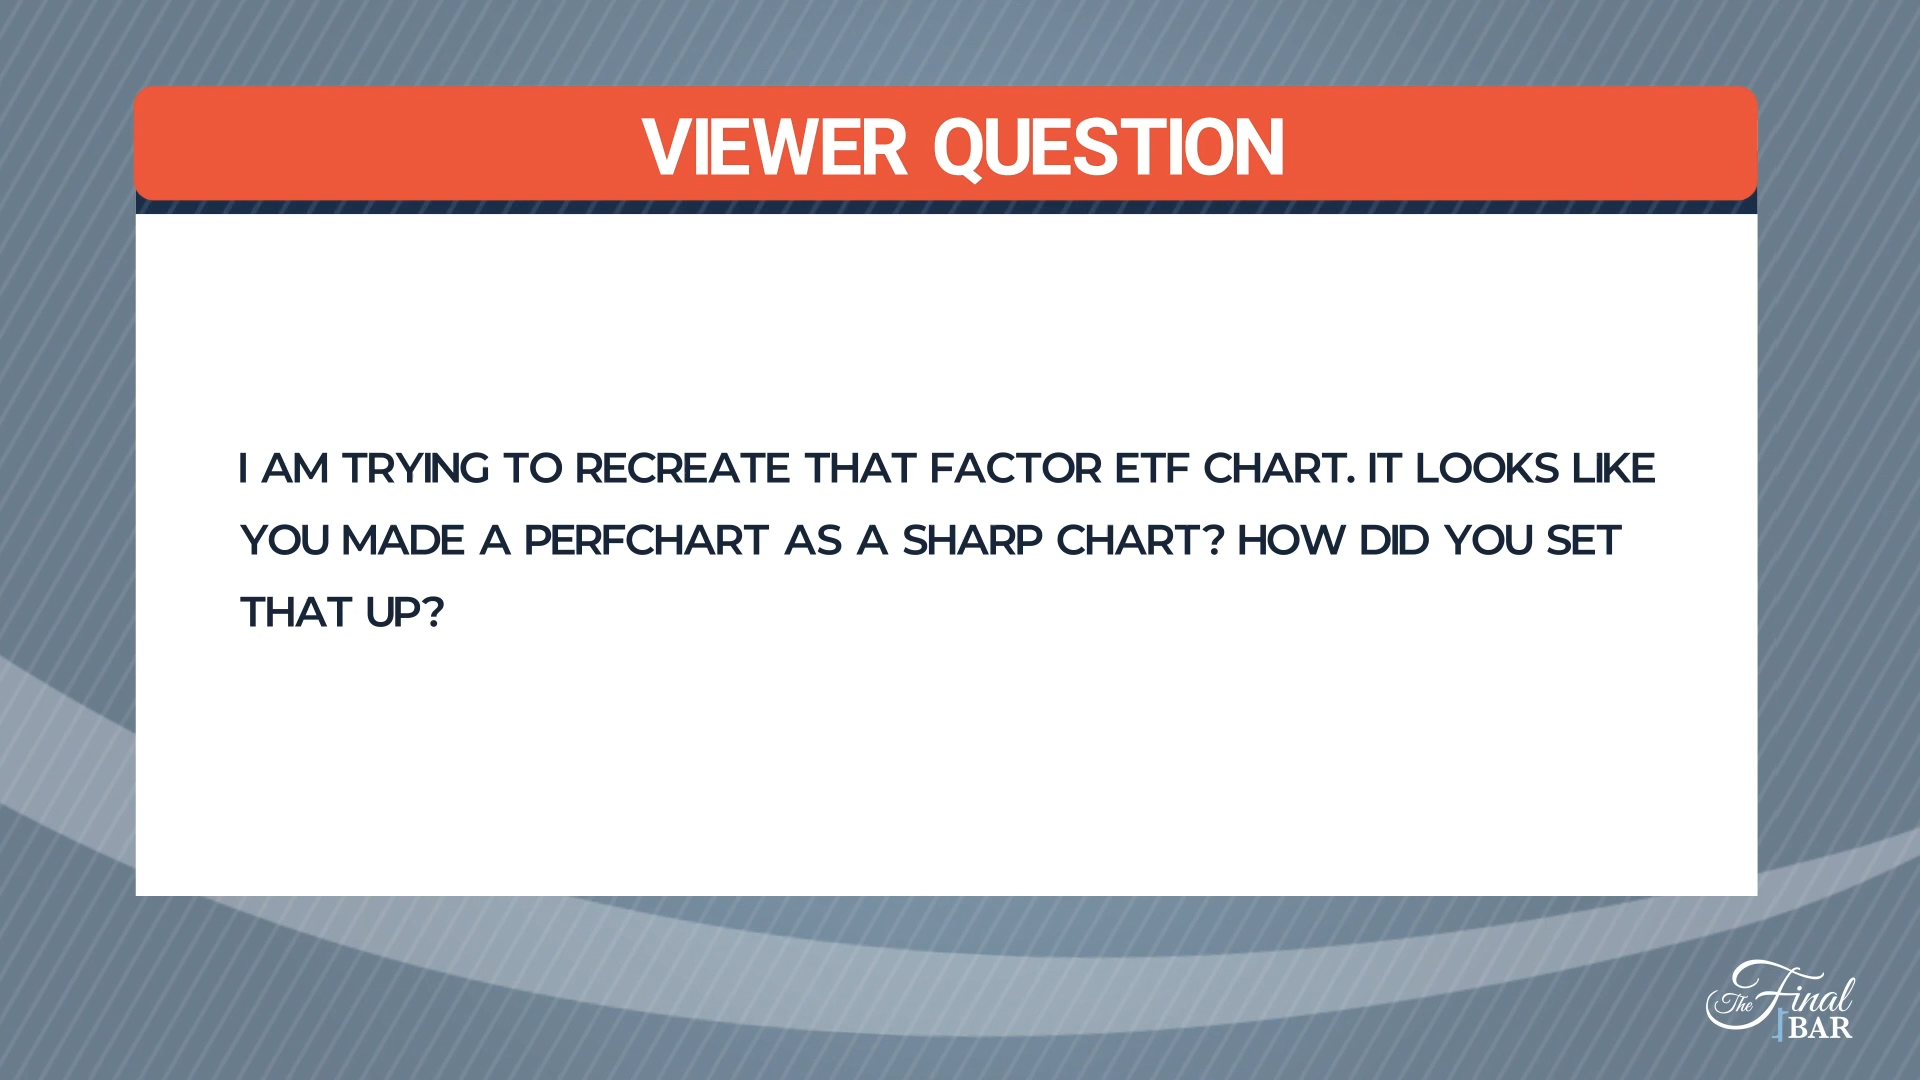 VIEWER QUESTION
I AM TRYING TO RECREATE THAT FACTOR ETF CHART. IT LOOKS LIKE
YOU MADE A PERFCHART AS A SHARP CHART? HOW DID YOU SET
THAT UP?
The Final
BAR